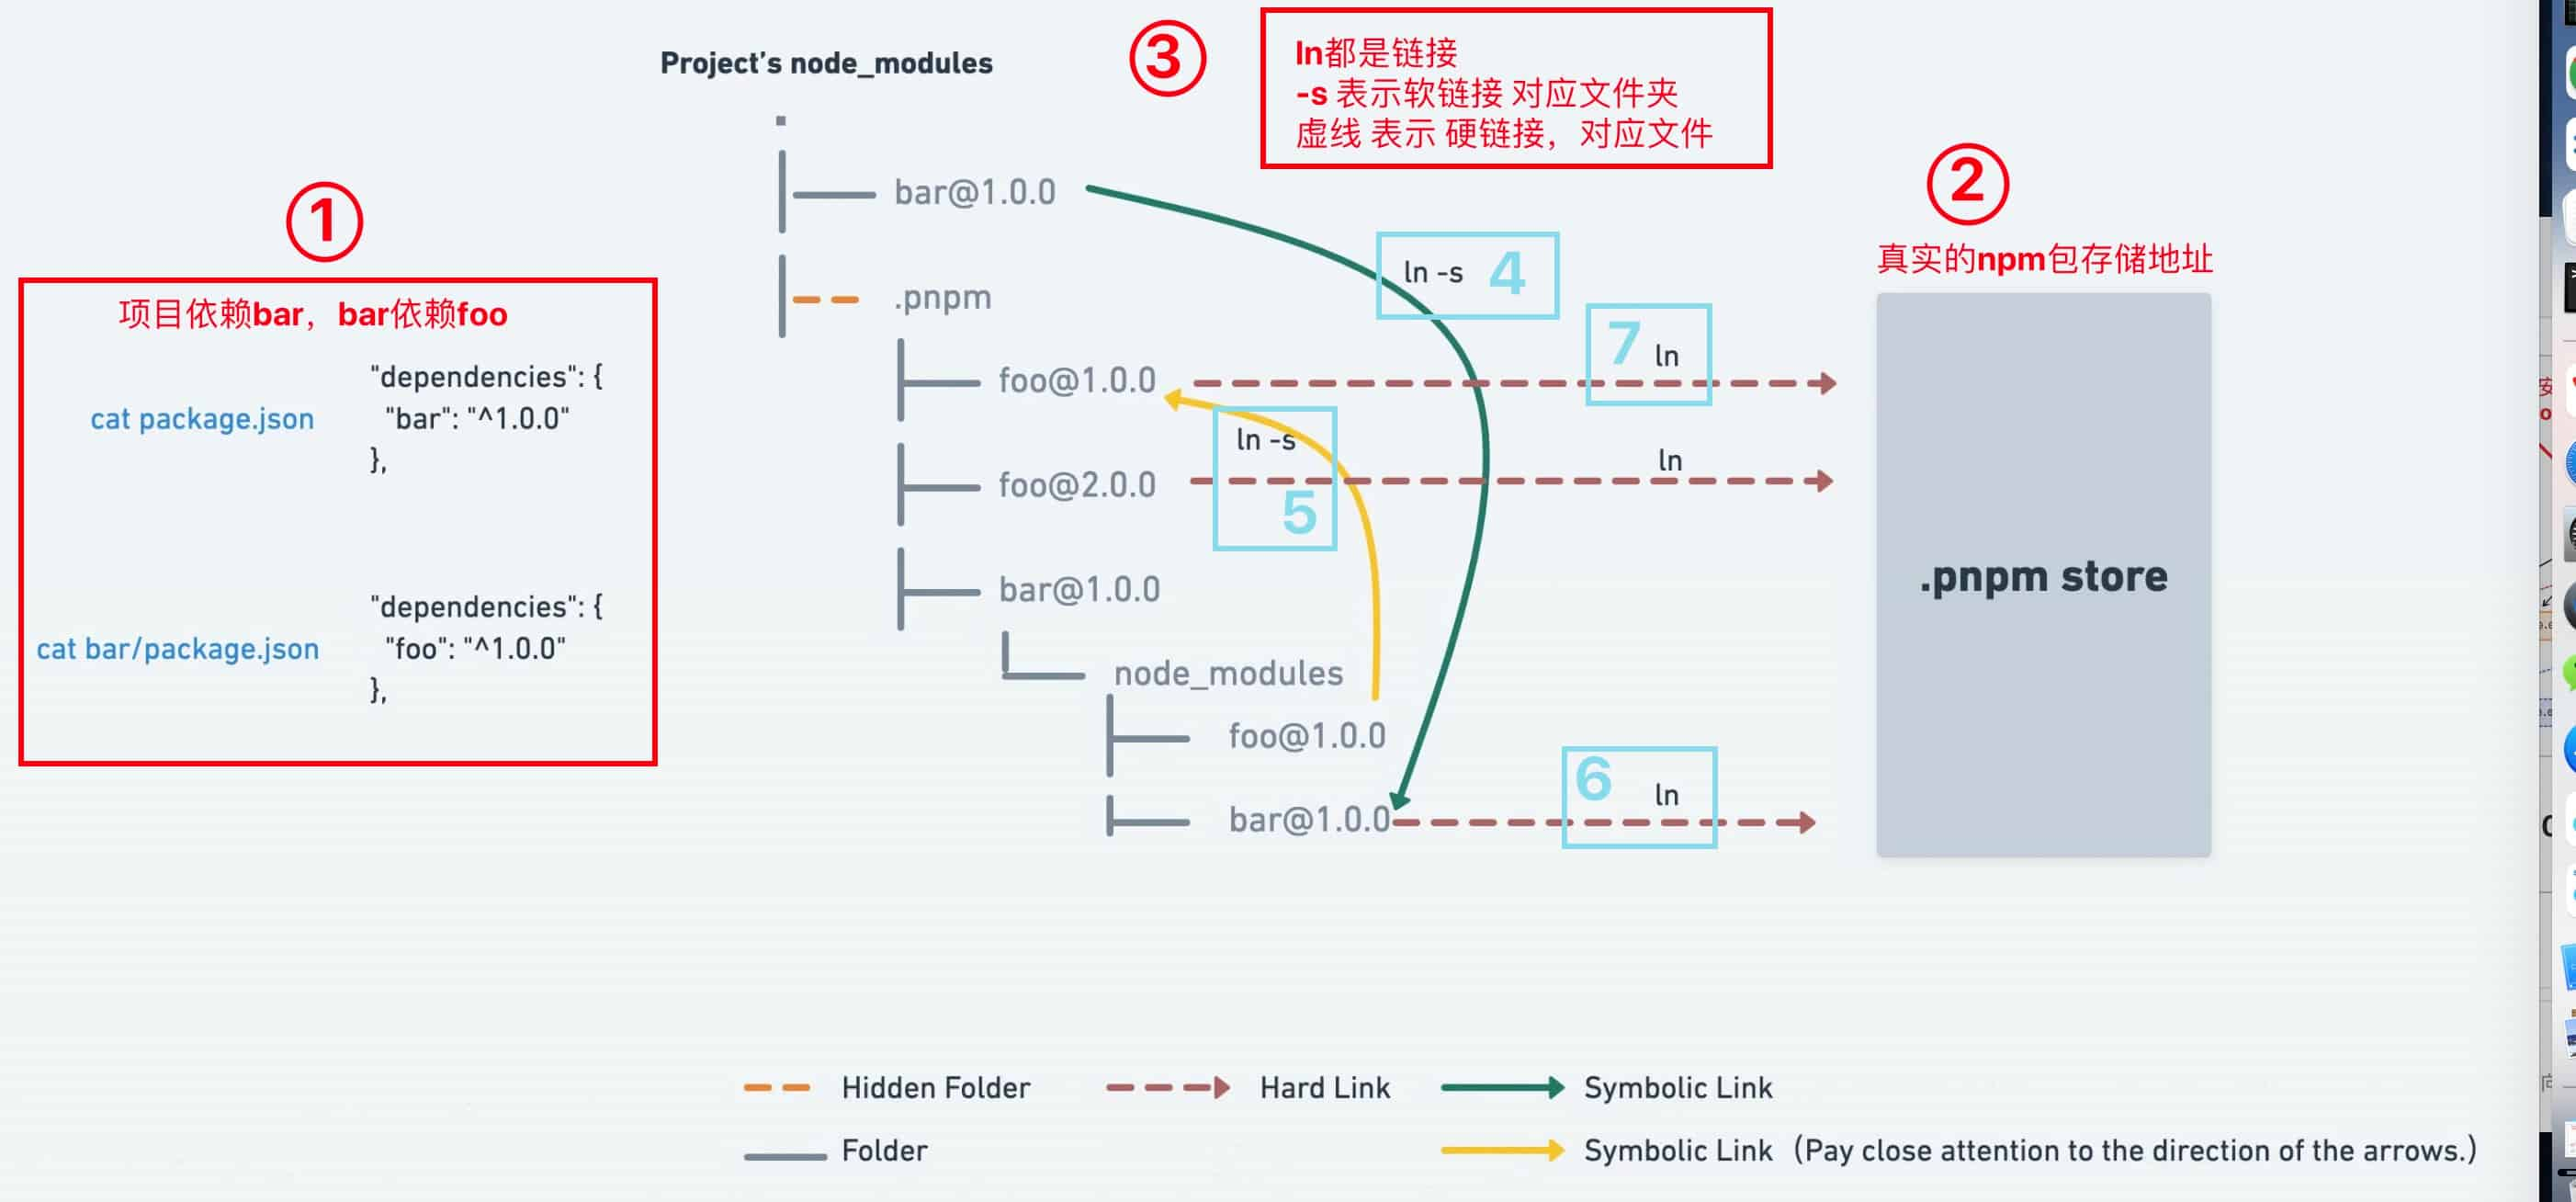 Project's node_modules
③
ln都是链接
-s 表示软链接 对应文件夹
虚线 表示 硬链接，对应文件
①
项目依赖bar，bar依赖foo
cat package.json
"dependencies": {
"bar": "^1.0.0"
},
cat bar/package.json
"dependencies": {
"foo": "^1.0.0"
},
bar@1.0.0
.pnpm
foo@1.0.0
foo@2.0.0
bar@1.0.0
node_modules
foo@1.0.0
bar@1.0.0
ln -s 4
7 ln
ln -s
5
ln
6 ln
②
真实的npm包存储地址
.pnpm store
Hidden Folder
Hard Link
Symbolic Link
Folder
Symbolic Link（Pay close attention to the direction of the arrows.)